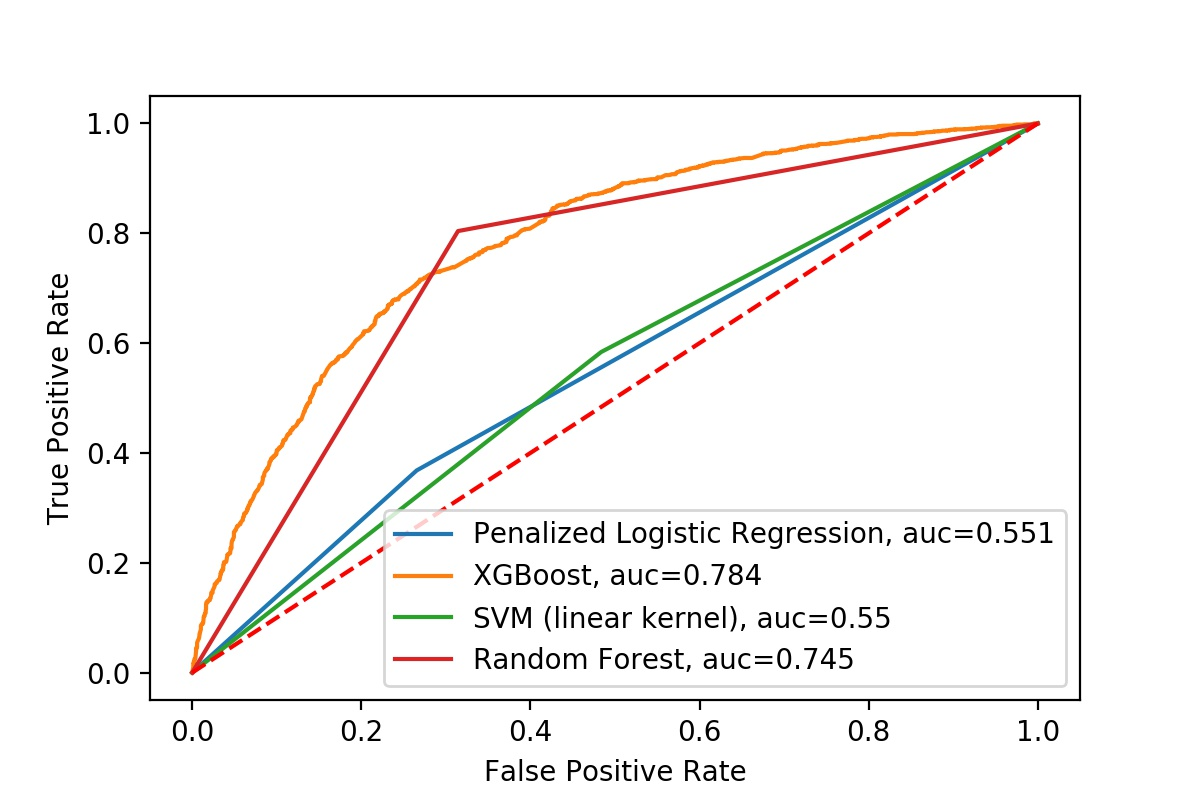 1.0
0.8
0.6
0.4
0.2
0.0
True Positive Rate
Penalized Logistic Regression, auc=0.551
XGBoost, auc=0.784
SVM (linear kernel), auc=0.55
Random Forest, auc=0.745
0.0 0.2 0.4 0.6 0.8 1.0
False Positive Rate